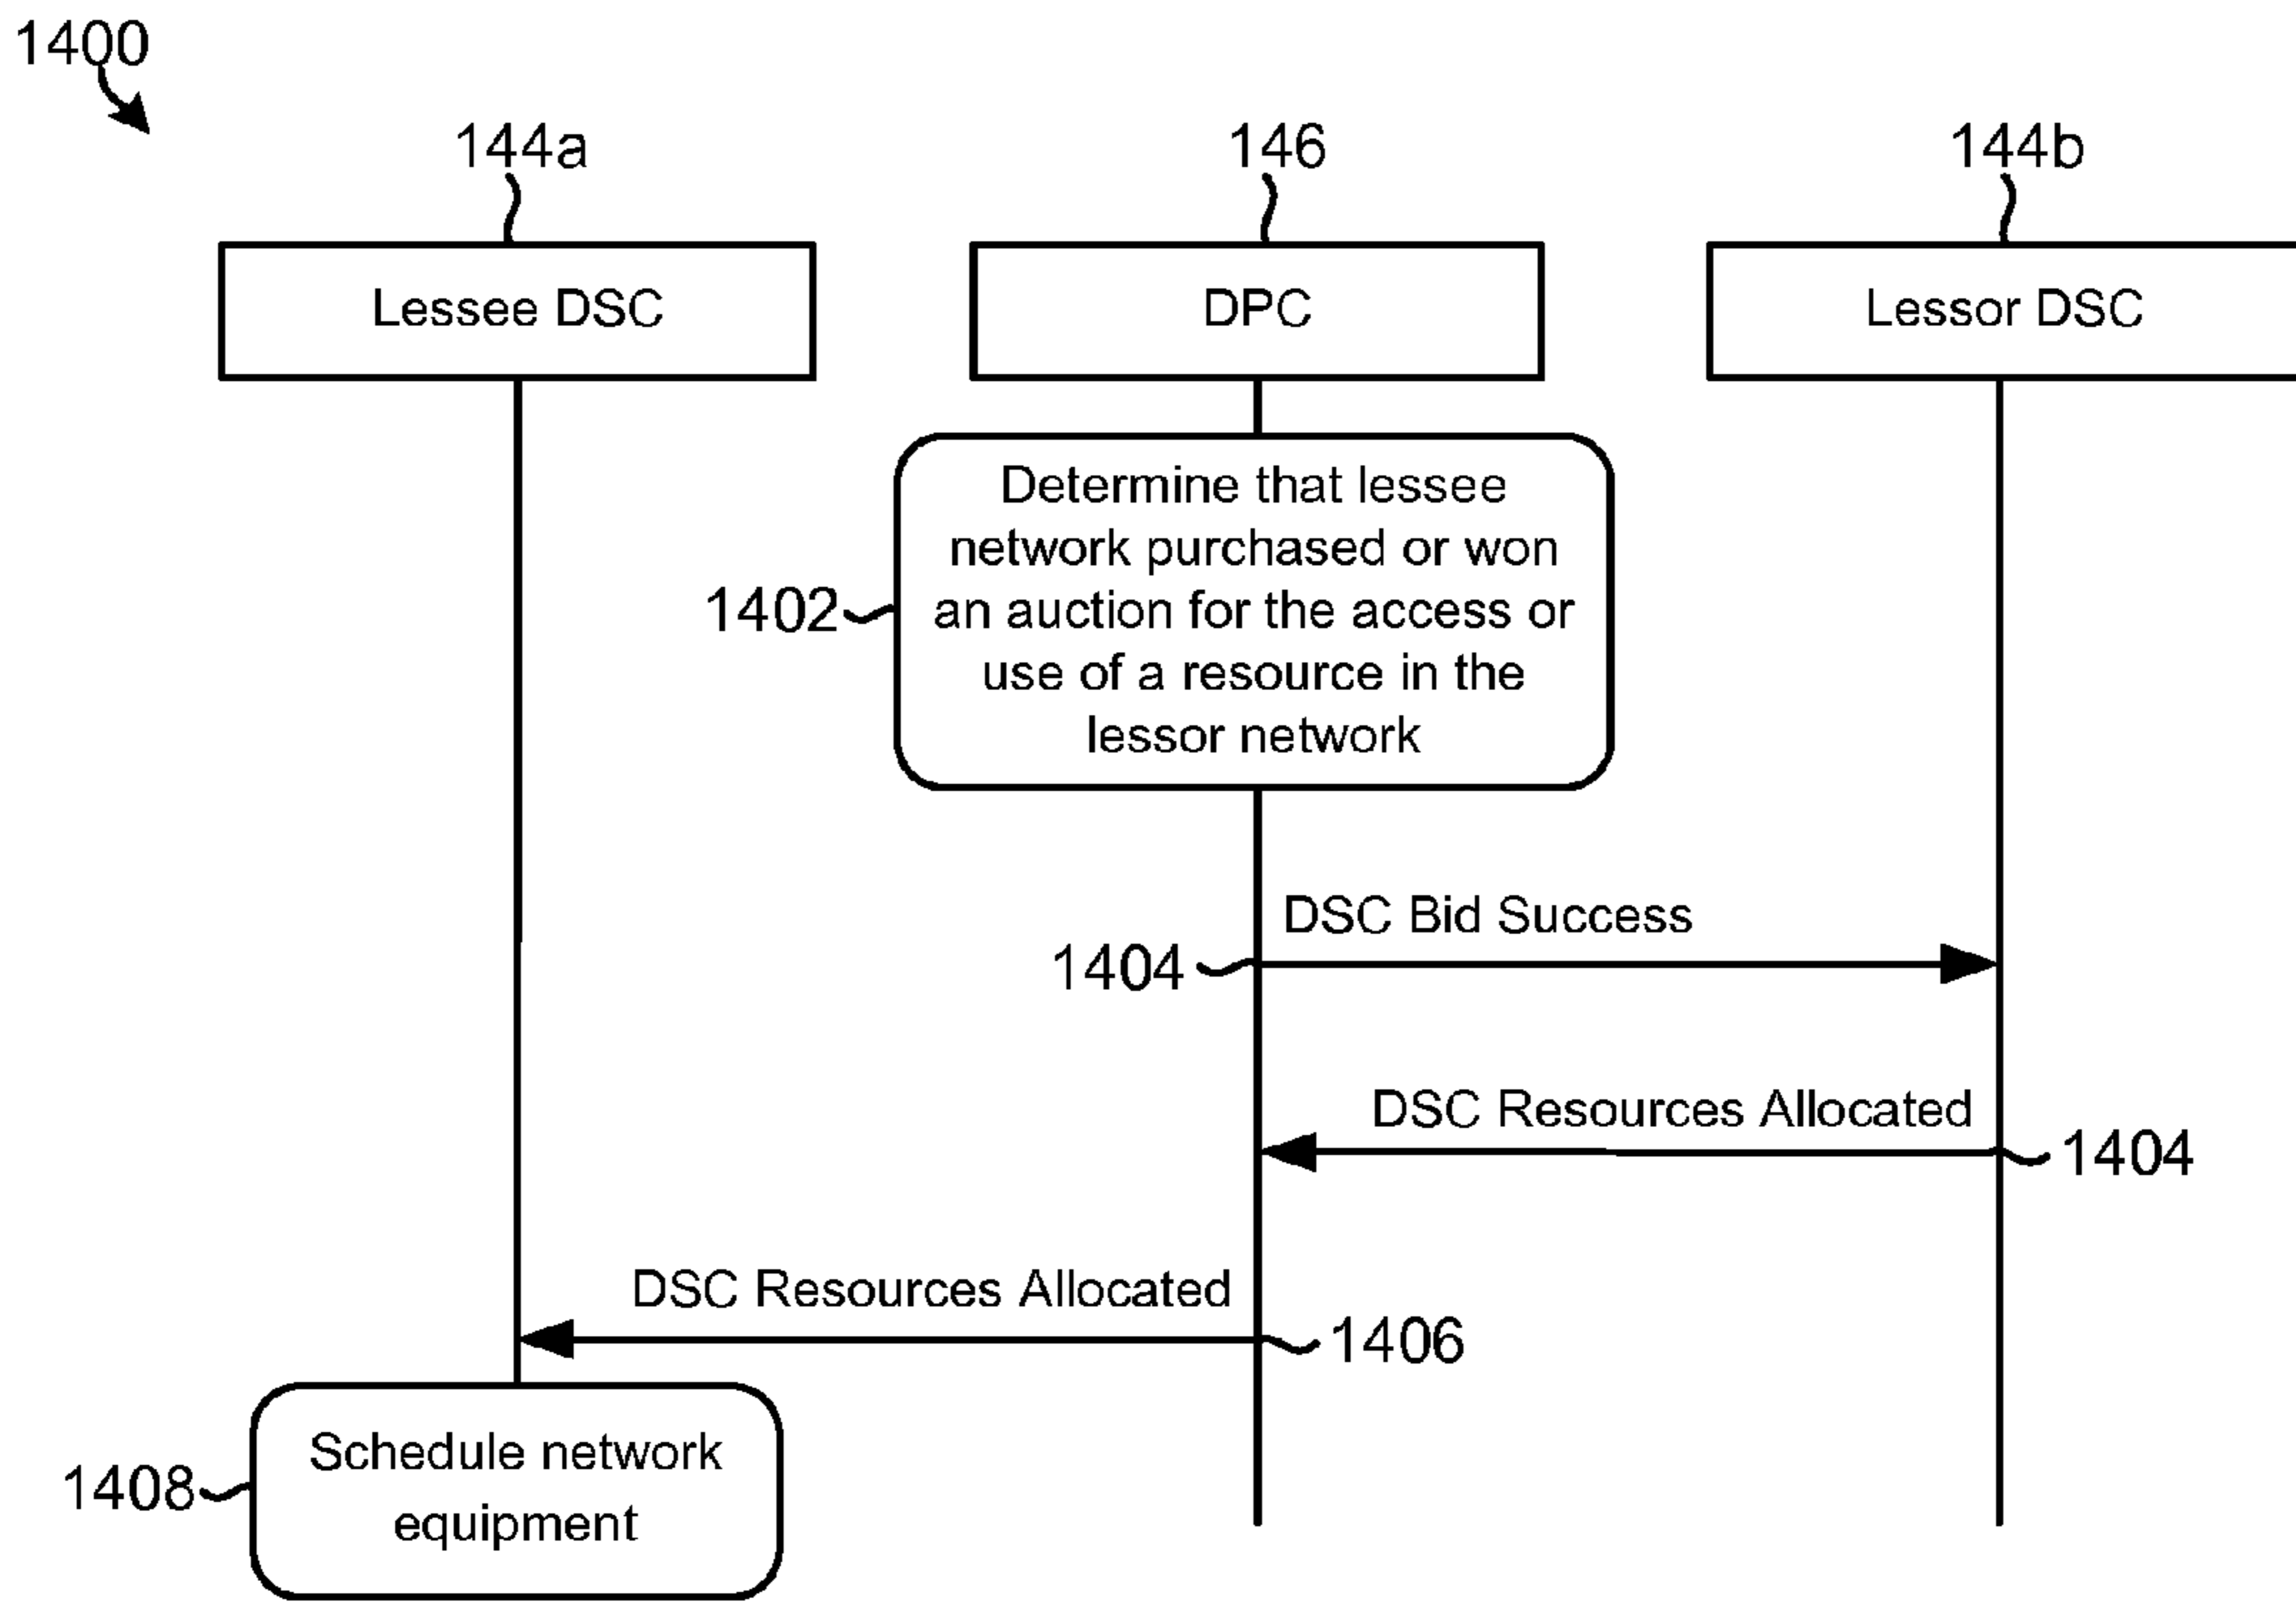 1400
144a
146
144b
Lessee DSC
DPC
Lessor DSC
Determine that lessee
network purchased or won
an auction for the access or
use of a resource in the
lessor network
1402
DSC Bid Success
1404
DSC Resources Allocated
1404
DSC Resources Allocated
1406
Schedule network
equipment
1408